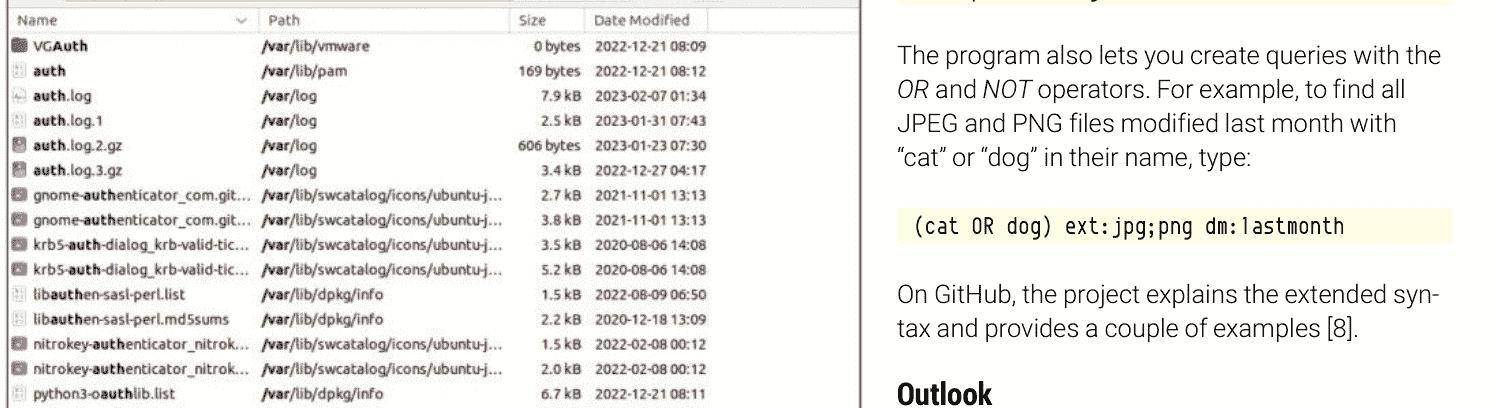 Name Path Size Date Modified
VGAuth /var/lib/vmware 0 bytes 2022-12-21 08:09
auth /var/lib/pam 169 bytes 2022-12-21 08:12
auth.log /var/log 7.9 kB 2023-02-07 01:34
auth.log.1 /var/log 2.5 kB 2023-01-31 07:43
auth.log.2.gz /var/log 606 bytes 2023-01-23 07:30
auth.log.3.gz /var/log 3.4 kB 2022-12-27 04:17
gnome-authenticator_com.git... /var/lib/swcatalog/icons/ubuntu-j... 2.7 kB 2021-11-01 13:13
gnome-authenticator_com.git... /var/lib/swcatalog/icons/ubuntu-j... 3.8 kB 2021-11-01 13:13
krb5-auth-dialog_krb-valid-tic... /var/lib/swcatalog/icons/ubuntu-j... 3.5 kB 2020-08-06 14:08
krb5-auth-dialog_krb-valid-tic... /var/lib/swcatalog/icons/ubuntu-j... 5.2 kB 2020-08-06 14:08
libauthen-sasl-perl.list /var/lib/dpkg/info 1.5 kB 2022-08-09 06:50
libauthen-sasl-perl.md5sums /var/lib/dpkg/info 2.2 kB 2020-12-18 13:09
nitrokey-authenticator_nitrok... /var/lib/swcatalog/icons/ubuntu-j... 1.5 kB 2022-02-08 00:12
nitrokey-authenticator_nitrok... /var/lib/swcatalog/icons/ubuntu-j... 2.0 kB 2022-02-08 00:12
python3-oauthlib.list /var/lib/dpkg/info 6.7 kB 2022-12-21 08:11
The program also lets you create queries with the
OR and NOT operators. For example, to find all
JPEG and PNG files modified last month with
“cat” or “dog” in their name, type:
(cat OR dog) ext:jpg;png dm:lastmonth
On GitHub, the project explains the extended syn-
tax and provides a couple of examples [8].
Outlook